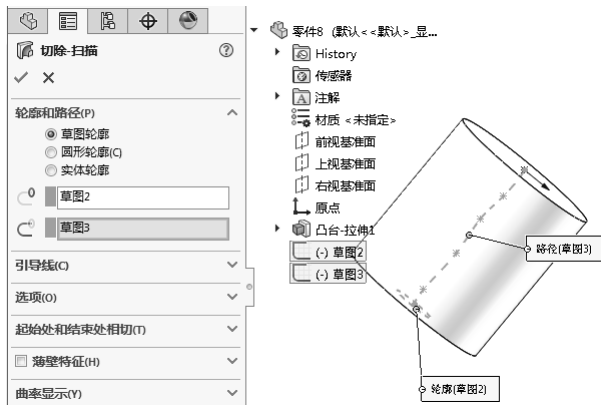 切除-扫描
轮廓和路径(P)
草图轮廓
圆形轮廓(C)
实体轮廓
草图2
草图3
引导线(C)
选项(O)
起始处和结束处相切(T)
薄壁特征(H)
曲率显示(Y)
零件8 (默认<<默认>_显...
History
传感器
注解
材质 <未指定>
前视基准面
上视基准面
右视基准面
原点
凸台-拉伸1
(-) 草图2
(-) 草图3
路径(草图3)
轮廓(草图2)